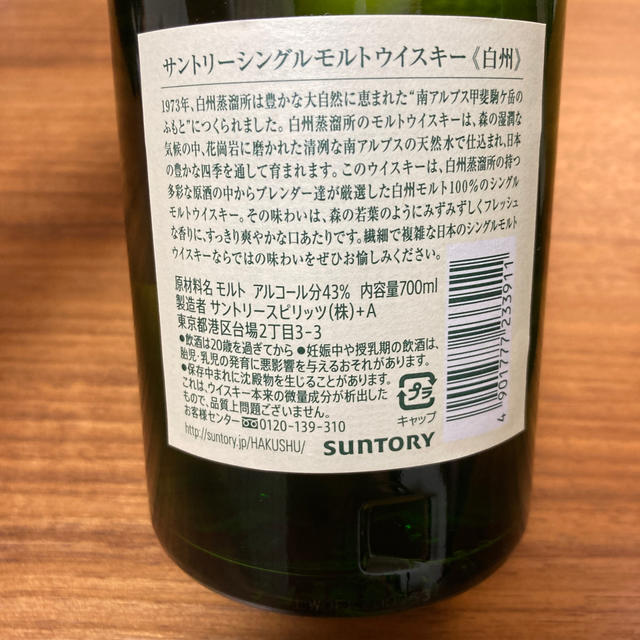 サントリーシングルモルトウイスキー《白州》
1973年、白州蒸溜所は豊かな大自然に恵まれた“南アルプス甲斐駒ケ岳の
ふもと”につくられました。白州蒸溜所のモルトウイスキーは、森の湿潤な
気候の中、花崗岩に磨かれた清冽な南アルプスの天然水で仕込まれ、日本
の豊かな四季を通して育まれます。このウイスキーは、白州蒸溜所の持つ
多彩な原酒の中からブレンダー達が厳選した白州モルト100%のシングル
モルトウイスキー。その味わいは、森の若葉のようにみずみずしくフレッシュ
な香りに、すっきり爽やかな口あたりです。繊細で複雑な日本のシングルモルト
ウイスキーならではの味わいをぜひお愉しみください。
原材料名 モルト アルコール分43% 内容量700ml
製造者 サントリースピリッツ(株)+A
東京都港区台場2丁目3-3
●飲酒は20歳を過ぎてから ●妊娠中や授乳期の飲酒は、
胎児・乳児の発育に悪影響を与えるおそれがあります。
●保存中まれに沈殿物を生じることがあります。
これは、ウイスキー本来の微量成分が析出した
もので、品質上問題ございません。
お客様センター 0120-139-310
http://suntory.jp/HAKUSHU/
SUNTORY
プラ
キャップ
4 901777 233911